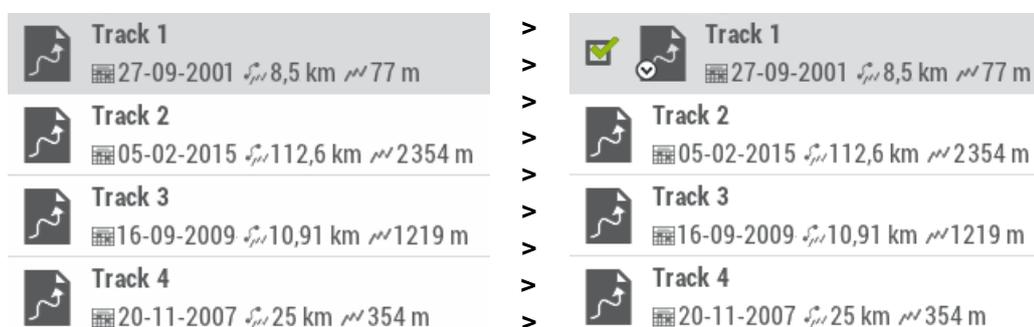 Track 1
27-09-2001 8,5 km 77 m
Track 2
05-02-2015 112,6 km 2354 m
Track 3
16-09-2009 10,91 km 1219 m
Track 4
20-11-2007 25 km 354 m
>
>
>
>
>
>
>
>
>
Track 1
27-09-2001 8,5 km 77 m
Track 2
05-02-2015 112,6 km 2354 m
Track 3
16-09-2009 10,91 km 1219 m
Track 4
20-11-2007 25 km 354 m